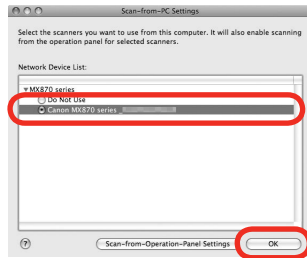 Scan-from-PC Settings
Select the scanners you want to use from this computer. It will also enable scanning
from the operation panel for selected scanners.
Network Device List:
MX870 series
Do Not Use
Canon MX870 series
?
Scan-from-Operation-Panel Settings
OK